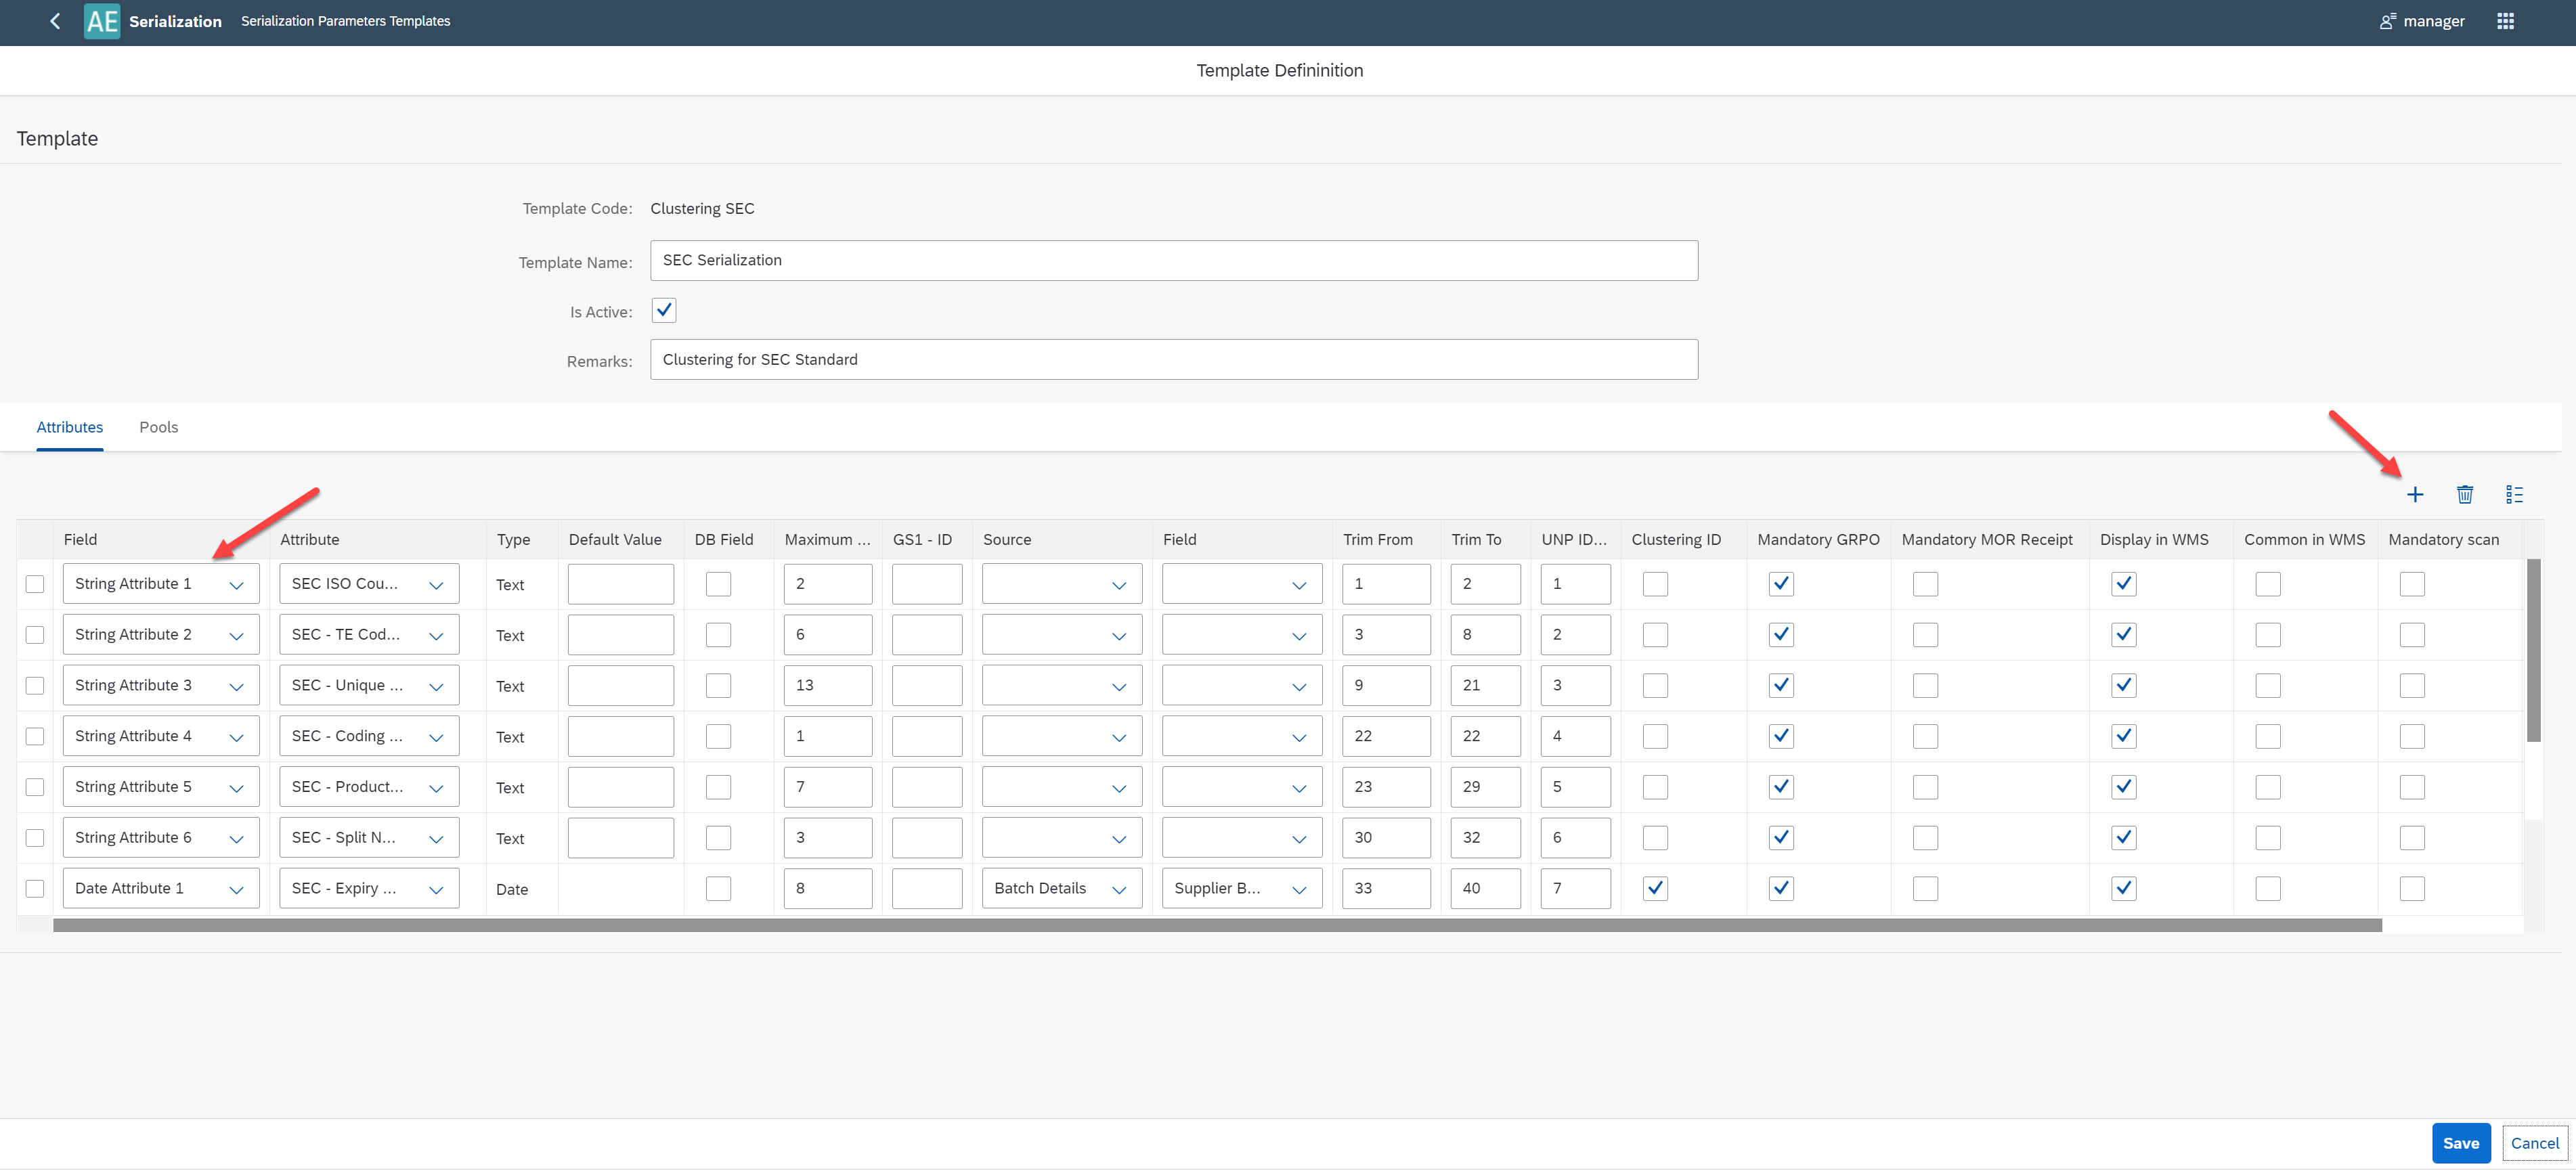 AE Serialization Serialization Parameters Templates manager
Template Defininition
Template
Template Code: Clustering SEC
Template Name: SEC Serialization
Is Active:
Remarks: Clustering for SEC Standard
Attributes Pools
Field Attribute Type Default Value DB Field Maximum ... GS1 - ID Source Field Trim From Trim To UNP ID... Clustering ID Mandatory GRPO Mandatory MOR Receipt Display in WMS Common in WMS Mandatory scan
String Attribute 1 SEC ISO Cou... Text 2 1 2 1
String Attribute 2 SEC - TE Cod... Text 6 3 8 2
String Attribute 3 SEC - Unique ... Text 13 9 21 3
String Attribute 4 SEC - Coding ... Text 1 22 22 4
String Attribute 5 SEC - Product... Text 7 23 29 5
String Attribute 6 SEC - Split N... Text 3 30 32 6
Date Attribute 1 SEC - Expiry ... Date 8 Batch Details Supplier B... 33 40 7
Save Cancel